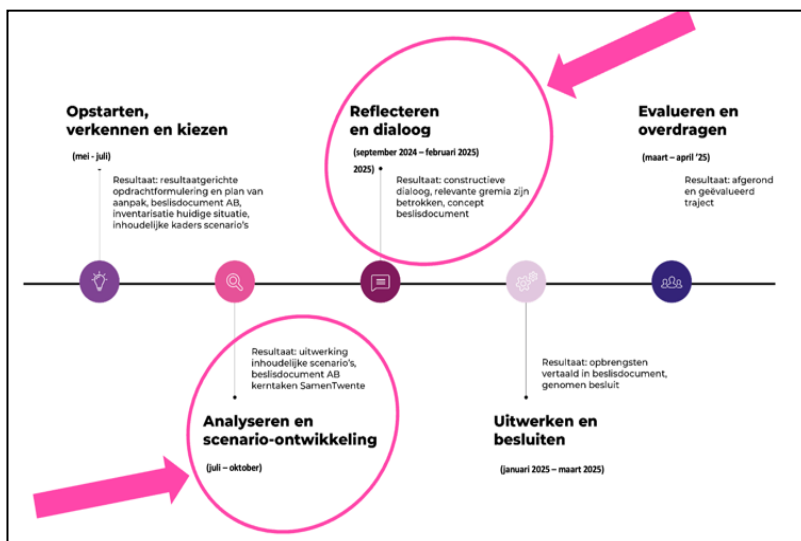 Opstarten,
verkennen en kiezen
(mei - juli)
Resultaat: resultaatgerichte
opdrachtformulering en plan van
aanpak, beslisdocument AB,
inventarisatie huidige situatie,
inhoudelijke kaders scenario's
Reflecteren
en dialoog
(september 2024 – februari 2025)
2025)
Resultaat: constructieve
dialoog, relevante gremia zijn
betrokken, concept
beslisdocument
Evalueren en
overdragen
(maart – april '25)
Resultaat: afgerond
en geëvalueerd
traject
Resultaat: uitwerking
inhoudelijke scenario's,
beslisdocument AB
kerntaken SamenTwente
Analyseren en
scenario-ontwikkeling
(juli – oktober)
Resultaat: opbrengsten
vertaald in beslisdocument,
genomen besluit
Uitwerken en
besluiten
(januari 2025 – maart 2025)